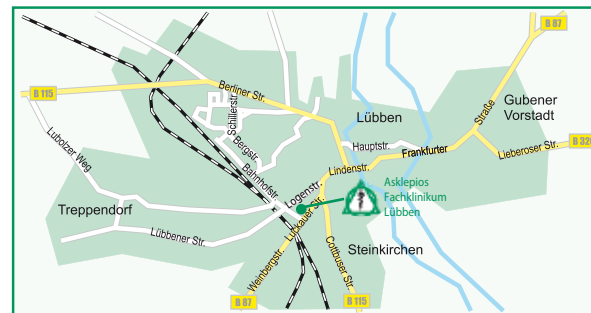 B 87
B 115
Berliner Str.
Schillerstr.
Bergstr.
Bahnhofstr.
Lubolzer Weg
Lübben
Hauptstr.
Gubener
Vorstadt
Frankfurter
Straße
Lieberoser Str.
B 320
Lindenstr.
Logenstr.
Luckauer Str.
Asklepios
Fachklinikum
Lübben
Treppendorf
Lübbener Str.
Steinkirchen
Weinbergstr.
Cottbuser Str.
B 87
B 115